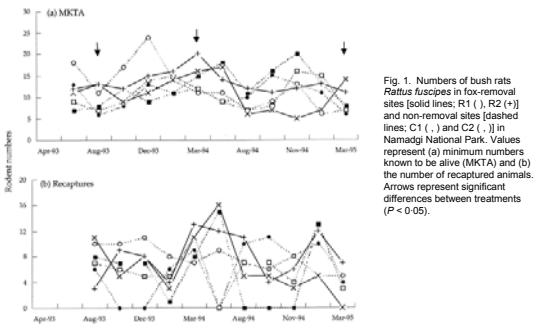 (a) MKTA
30
25
20
15
10
5
0
Apr-93 Aug-93 Dec-93 Mar-94 Aug-94 Nov-94 Mar-95
Rodent numbers
(b) Recaptures
20
16
12
8
4
0
Apr-93 Aug-93 Dec-93 Mar-94 Aug-94 Nov-94 Mar-95
Fig. 1. Numbers of bush rats
Rattus fuscipes in fox-removal
sites [solid lines; R1 ( ), R2 (+)]
and non-removal sites [dashed
lines; C1 ( , ) and C2 ( , )] in
Namadgi National Park. Values
represent (a) minimum numbers
known to be alive (MKTA) and (b)
the number of recaptured animals.
Arrows represent significant
differences between treatments
(P < 0·05).